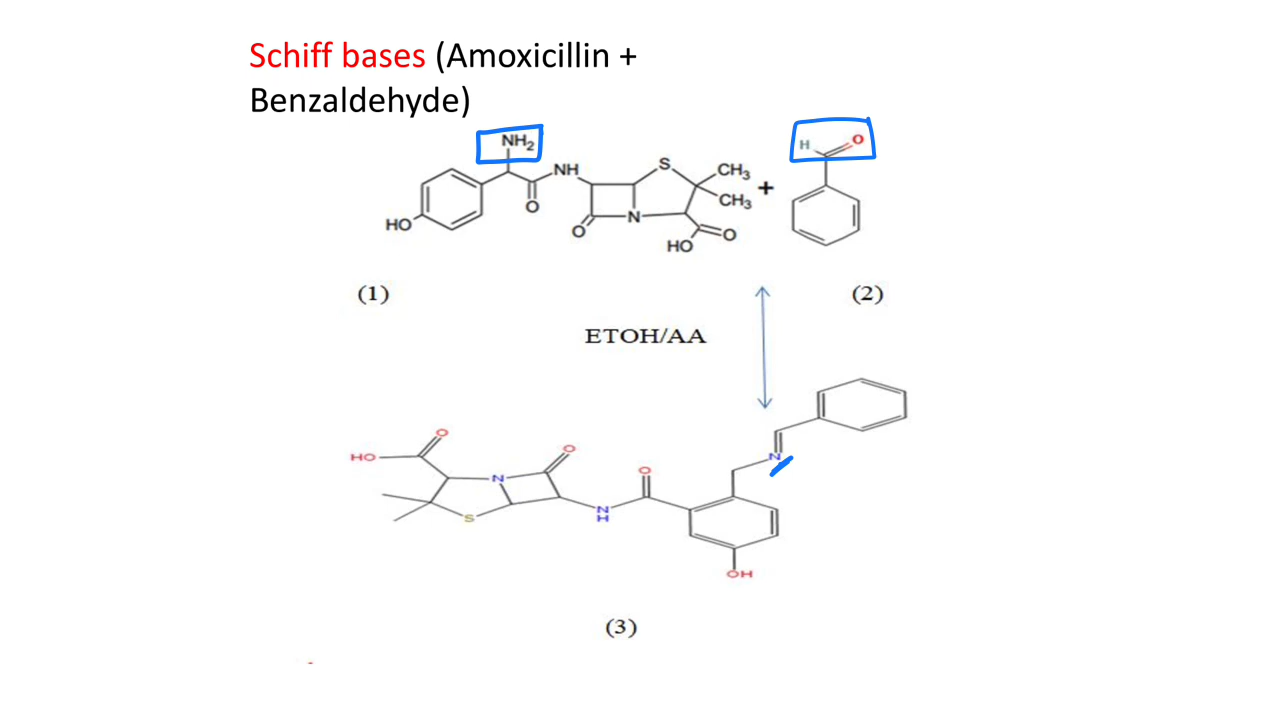 Schiff bases (Amoxicillin +
Benzaldehyde)
NH₂
H
O
NH
S
CH₃
+
O
CH₃
HO
O
N
O
HO
(1)
(2)
ETOH/AA
O
O
HO
N
O
N
S
N
H
OH
(3)